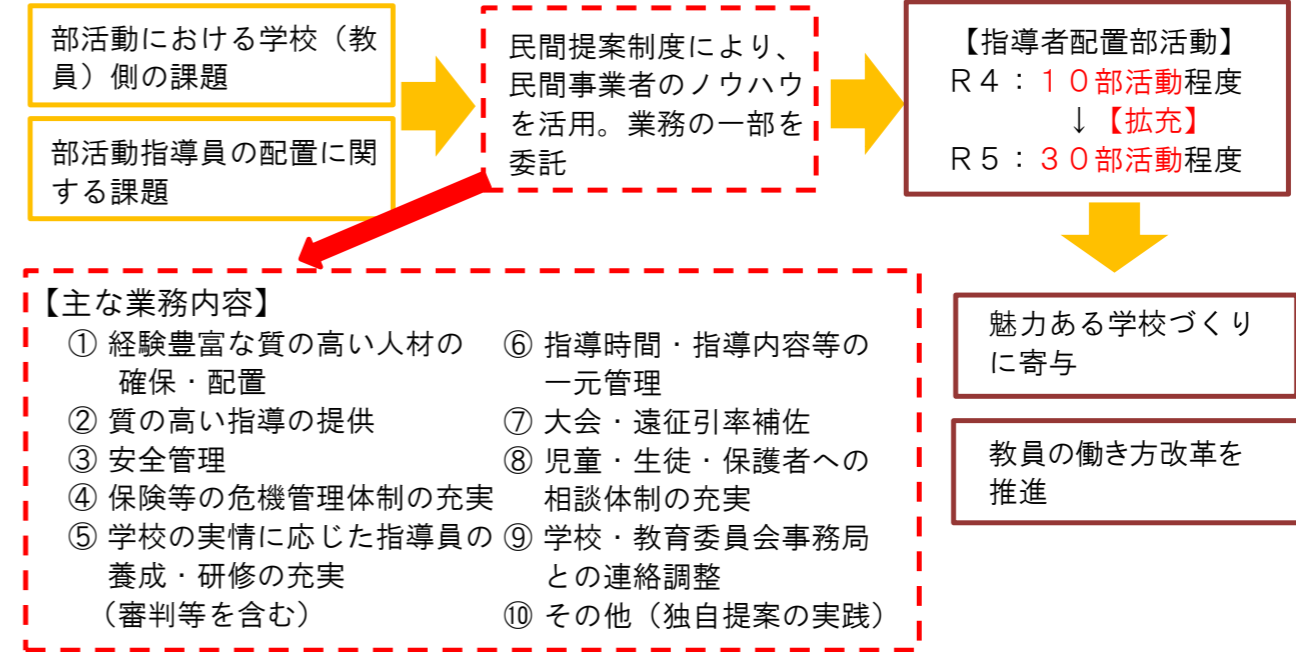 部活動における学校（教
員）側の課題
部活動指導員の配置に関
する課題
民間提案制度により、
民間事業者のノウハウ
を活用。業務の一部を
委託
【指導者配置部活動】
Ｒ４：１０部活動程度
↓【拡充】
Ｒ５：３０部活動程度
魅力ある学校づくり
に寄与
教員の働き方改革を
推進
【主な業務内容】
① 経験豊富な質の高い人材の
確保・配置
② 質の高い指導の提供
③ 安全管理
④ 保険等の危機管理体制の充実
⑤ 学校の実情に応じた指導員の
養成・研修の充実
（審判等を含む）
⑥ 指導時間・指導内容等の
一元管理
⑦ 大会・遠征引率補佐
⑧ 児童・生徒・保護者への
相談体制の充実
⑨ 学校・教育委員会事務局
との連絡調整
⑩ その他（独自提案の実践）